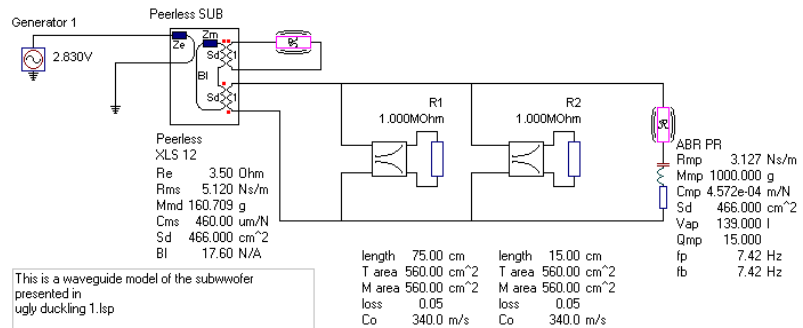 Peerless SUB
Generator 1
2.830V
Ze
Zm
Sd
1
Bl
Sd
1
R1
1.000MOhm
R2
1.000MOhm
Peerless
XLS 12
Re 3.50 Ohm
Rms 5.120 Ns/m
Mmd 160.709 g
Cms 460.00 um/N
Sd 466.000 cm^2
Bl 17.60 N/A
ABR PR
Rmp 3.127 Ns/m
Mmp 1000.000 g
Cmp 4.572e-04 m/N
Sd 466.000 cm^2
Vap 139.000 l
Qmp 15.000
fp 7.42 Hz
fb 7.42 Hz
length 75.00 cm
T area 560.00 cm^2
M area 560.00 cm^2
loss 0.05
Co 340.0 m/s
length 15.00 cm
T area 560.00 cm^2
M area 560.00 cm^2
loss 0.05
Co 340.0 m/s
This is a waveguide model of the subwwofer
presented in
ugly duckling 1.lsp